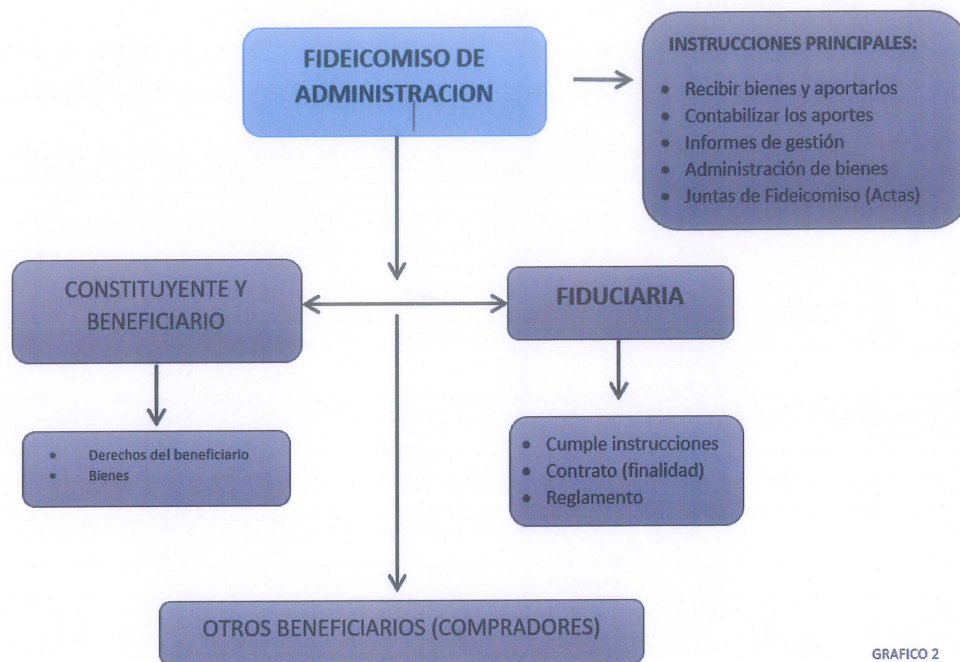 FIDEICOMISO DE
ADMINISTRACION
INSTRUCCIONES PRINCIPALES:
• Recibir bienes y aportarlos
• Contabilizar los aportes
• Informes de gestión
• Administración de bienes
• Juntas de Fideicomiso (Actas)
CONSTITUYENTE Y
BENEFICIARIO
FIDUCIARIA
• Derechos del beneficiario
• Bienes
• Cumple instrucciones
• Contrato (finalidad)
• Reglamento
OTROS BENEFICIARIOS (COMPRADORES)
GRAFICO 2